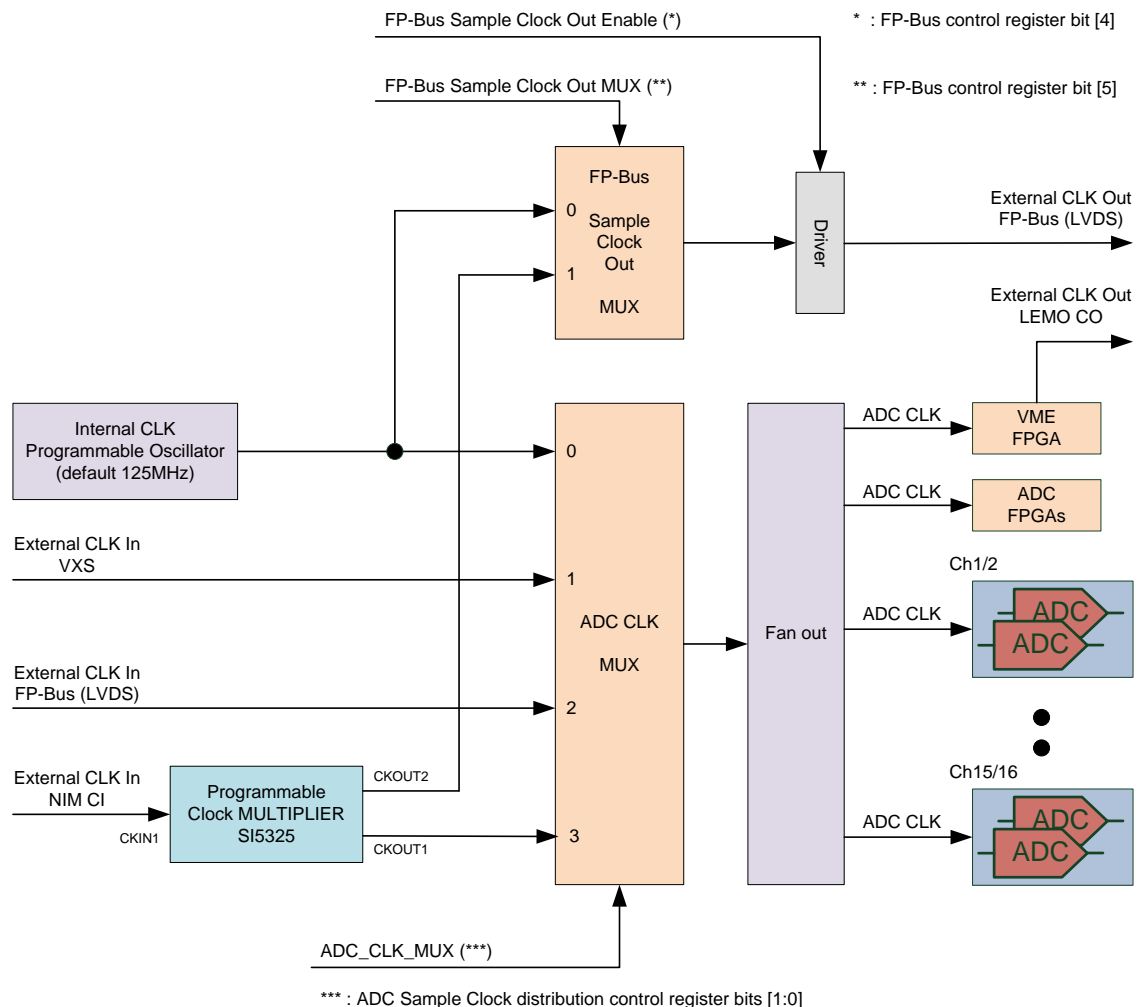 FP-Bus Sample Clock Out Enable (*)
* : FP-Bus control register bit [4]
FP-Bus Sample Clock Out MUX (**)
** : FP-Bus control register bit [5]
FP-Bus
0
Sample
Clock
Out
1
MUX
Driver
External CLK Out
FP-Bus (LVDS)
External CLK Out
LEMO CO
Internal CLK
Programmable Oscillator
(default 125MHz)
0
External CLK In
VXS
1
ADC CLK
MUX
External CLK In
FP-Bus (LVDS)
2
External CLK In
NIM CI
CKIN1
Programmable
Clock MULTIPLIER
SI5325
CKOUT2
CKOUT1
3
Fan out
ADC CLK
VME
FPGA
ADC CLK
ADC
FPGAs
Ch1/2
ADC CLK
ADC
ADC
Ch15/16
ADC CLK
ADC
ADC
ADC_CLK_MUX (***)
*** : ADC Sample Clock distribution control register bits [1:0]